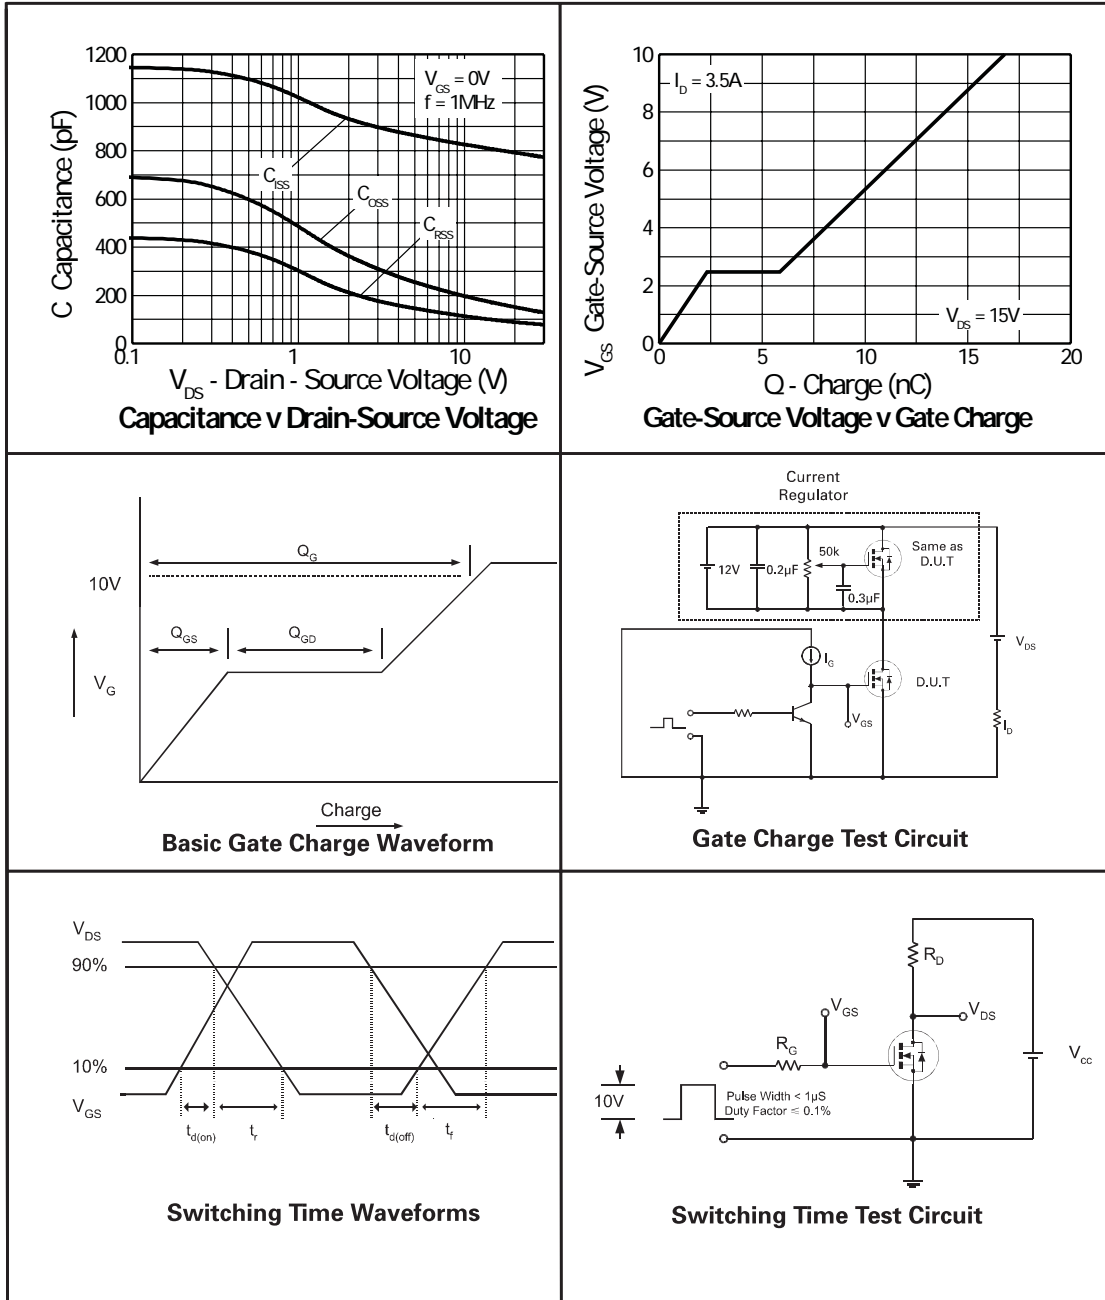 1200
1000
800
600
400
200
0
0.1
1
10
C Capacitance (pF)
VGS = 0V
f = 1MHz
CISS
COSS
CRSS
VDS - Drain - Source Voltage (V)
Capacitance v Drain-Source Voltage
10
8
6
4
2
0
0
5
10
15
20
VGS Gate-Source Voltage (V)
ID = 3.5A
VDS = 15V
Q - Charge (nC)
Gate-Source Voltage v Gate Charge
QG
10V
QGS
QGD
VG
Charge
Basic Gate Charge Waveform
Current
Regulator
12V
0.2µF
50k
0.3µF
Same as
D.U.T
IG
VDS
D.U.T
VGS
ID
Gate Charge Test Circuit
VDS
90%
10%
VGS
td(on)
tr
td(off)
tf
Switching Time Waveforms
RD
VGS
VDS
RG
Vcc
10V
Pulse Width < 1µS
Duty Factor ≤ 0.1%
Switching Time Test Circuit